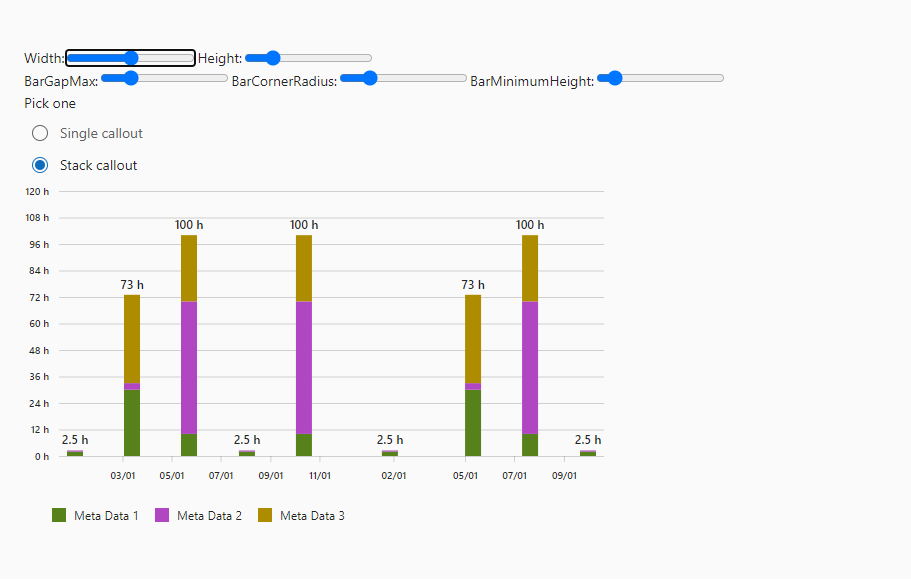 Width: Height:
BarGapMax: BarCornerRadius: BarMinimumHeight:
Pick one
Single callout
Stack callout
120 h
108 h
100 h 100 h 100 h
96 h
84 h
73 h 73 h
72 h
60 h
48 h
36 h
24 h
12 h
2.5 h 2.5 h 2.5 h 2.5 h
0 h
03/01 05/01 07/01 09/01 11/01 02/01 05/01 07/01 09/01
Meta Data 1 Meta Data 2 Meta Data 3